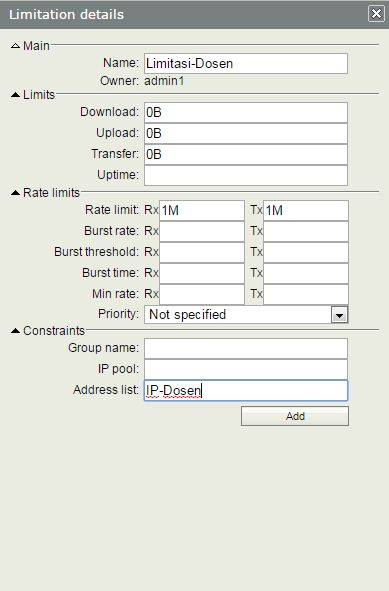 Limitation details
Main
Name: Limitasi-Dosen
Owner: admin1
Limits
Download: 0B
Upload: 0B
Transfer: 0B
Uptime:
Rate limits
Rate limit: Rx 1M Tx 1M
Burst rate: Rx Tx
Burst threshold: Rx Tx
Burst time: Rx Tx
Min rate: Rx Tx
Priority: Not specified
Constraints
Group name:
IP pool:
Address list: IP-Dosen
Add